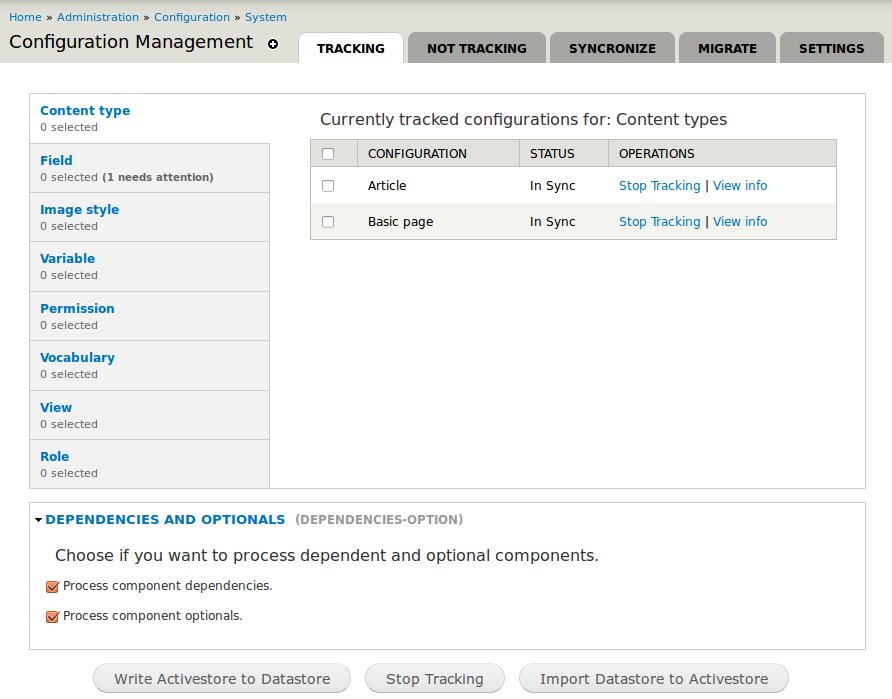 Home » Administration » Configuration » System
Configuration Management
TRACKING
NOT TRACKING
SYNCRONIZE
MIGRATE
SETTINGS
Content type
0 selected
Field
0 selected (1 needs attention)
Image style
0 selected
Variable
0 selected
Permission
0 selected
Vocabulary
0 selected
View
0 selected
Role
0 selected
Currently tracked configurations for: Content types
CONFIGURATION STATUS OPERATIONS
Article In Sync Stop Tracking | View info
Basic page In Sync Stop Tracking | View info
DEPENDENCIES AND OPTIONALS (DEPENDENCIES-OPTION)
Choose if you want to process dependent and optional components.
Process component dependencies.
Process component optionals.
Write Activestore to Datastore
Stop Tracking
Import Datastore to Activestore